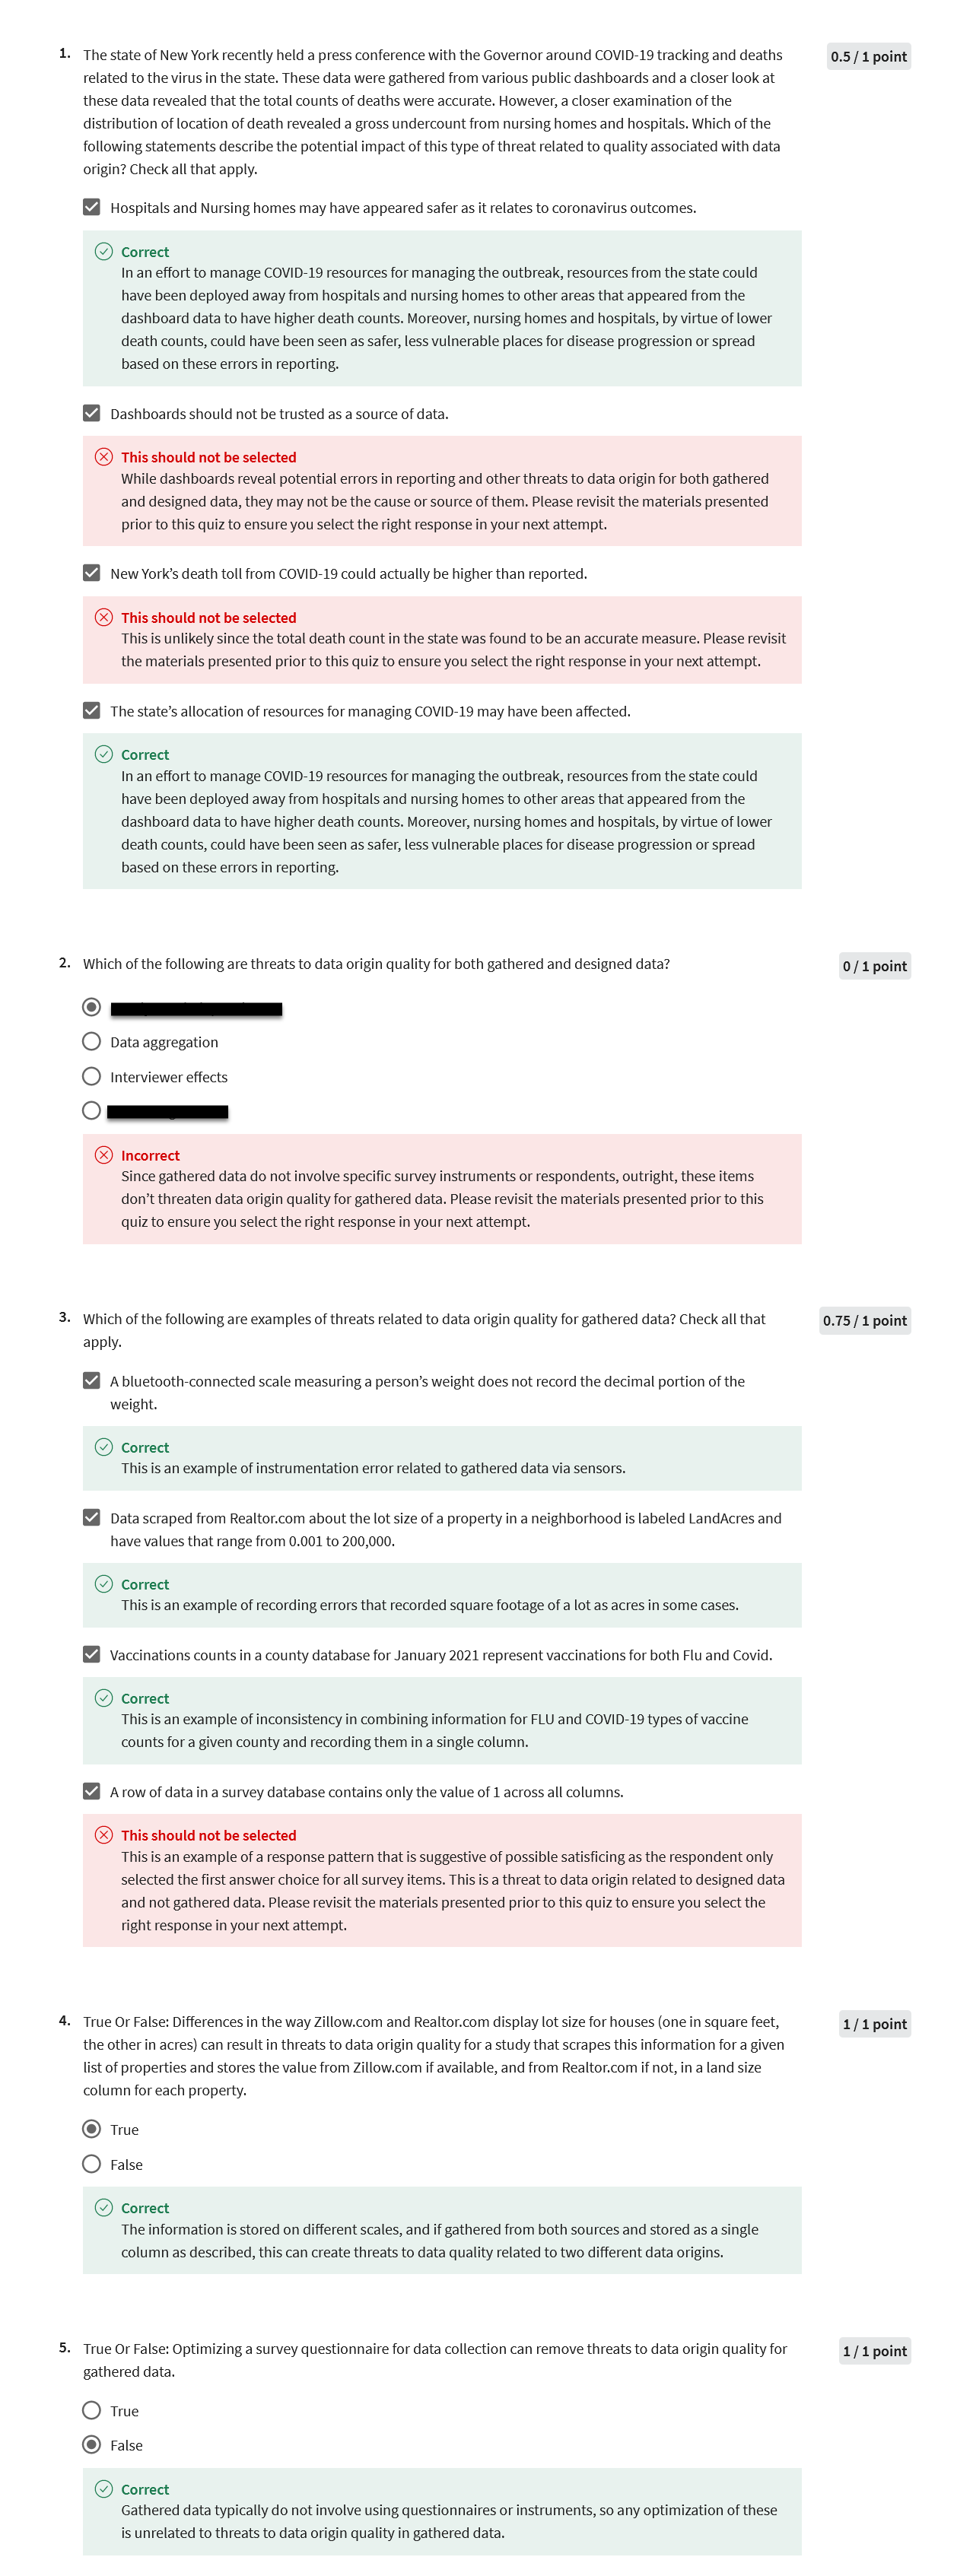 1. The state of New York recently held a press conference with the Governor around COVID-19 tracking and deaths
related to the virus in the state. These data were gathered from various public dashboards and a closer look at
these data revealed that the total counts of deaths were accurate. However, a closer examination of the
distribution of location of death revealed a gross undercount from nursing homes and hospitals. Which of the
following statements describe the potential impact of this type of threat related to quality associated with data
origin? Check all that apply.
0.5 / 1 point
Hospitals and Nursing homes may have appeared safer as it relates to coronavirus outcomes.
Correct
In an effort to manage COVID-19 resources for managing the outbreak, resources from the state could
have been deployed away from hospitals and nursing homes to other areas that appeared from the
dashboard data to have higher death counts. Moreover, nursing homes and hospitals, by virtue of lower
death counts, could have been seen as safer, less vulnerable places for disease progression or spread
based on these errors in reporting.
Dashboards should not be trusted as a source of data.
This should not be selected
While dashboards reveal potential errors in reporting and other threats to data origin for both gathered
and designed data, they may not be the cause or source of them. Please revisit the materials presented
prior to this quiz to ensure you select the right response in your next attempt.
New York’s death toll from COVID-19 could actually be higher than reported.
This should not be selected
This is unlikely since the total death count in the state was found to be an accurate measure. Please revisit
the materials presented prior to this quiz to ensure you select the right response in your next attempt.
The state’s allocation of resources for managing COVID-19 may have been affected.
Correct
In an effort to manage COVID-19 resources for managing the outbreak, resources from the state could
have been deployed away from hospitals and nursing homes to other areas that appeared from the
dashboard data to have higher death counts. Moreover, nursing homes and hospitals, by virtue of lower
death counts, could have been seen as safer, less vulnerable places for disease progression or spread
based on these errors in reporting.
2. Which of the following are threats to data origin quality for both gathered and designed data?
0 / 1 point
Data aggregation
Interviewer effects
Incorrect
Since gathered data do not involve specific survey instruments or respondents, outright, these items
don’t threaten data origin quality for gathered data. Please revisit the materials presented prior to this
quiz to ensure you select the right response in your next attempt.
3. Which of the following are examples of threats related to data origin quality for gathered data? Check all that
apply.
0.75 / 1 point
A bluetooth-connected scale measuring a person’s weight does not record the decimal portion of the
weight.
Correct
This is an example of instrumentation error related to gathered data via sensors.
Data scraped from Realtor.com about the lot size of a property in a neighborhood is labeled LandAcres and
have values that range from 0.001 to 200,000.
Correct
This is an example of recording errors that recorded square footage of a lot as acres in some cases.
Vaccinations counts in a county database for January 2021 represent vaccinations for both Flu and Covid.
Correct
This is an example of inconsistency in combining information for FLU and COVID-19 types of vaccine
counts for a given county and recording them in a single column.
A row of data in a survey database contains only the value of 1 across all columns.
This should not be selected
This is an example of a response pattern that is suggestive of possible satisficing as the respondent only
selected the first answer choice for all survey items. This is a threat to data origin related to designed data
and not gathered data. Please revisit the materials presented prior to this quiz to ensure you select the
right response in your next attempt.
4. True Or False: Differences in the way Zillow.com and Realtor.com display lot size for houses (one in square feet,
the other in acres) can result in threats to data origin quality for a study that scrapes this information for a given
list of properties and stores the value from Zillow.com if available, and from Realtor.com if not, in a land size
column for each property.
1 / 1 point
True
False
Correct
The information is stored on different scales, and if gathered from both sources and stored as a single
column as described, this can create threats to data quality related to two different data origins.
5. True Or False: Optimizing a survey questionnaire for data collection can remove threats to data origin quality for
gathered data.
1 / 1 point
True
False
Correct
Gathered data typically do not involve using questionnaires or instruments, so any optimization of these
is unrelated to threats to data origin quality in gathered data.